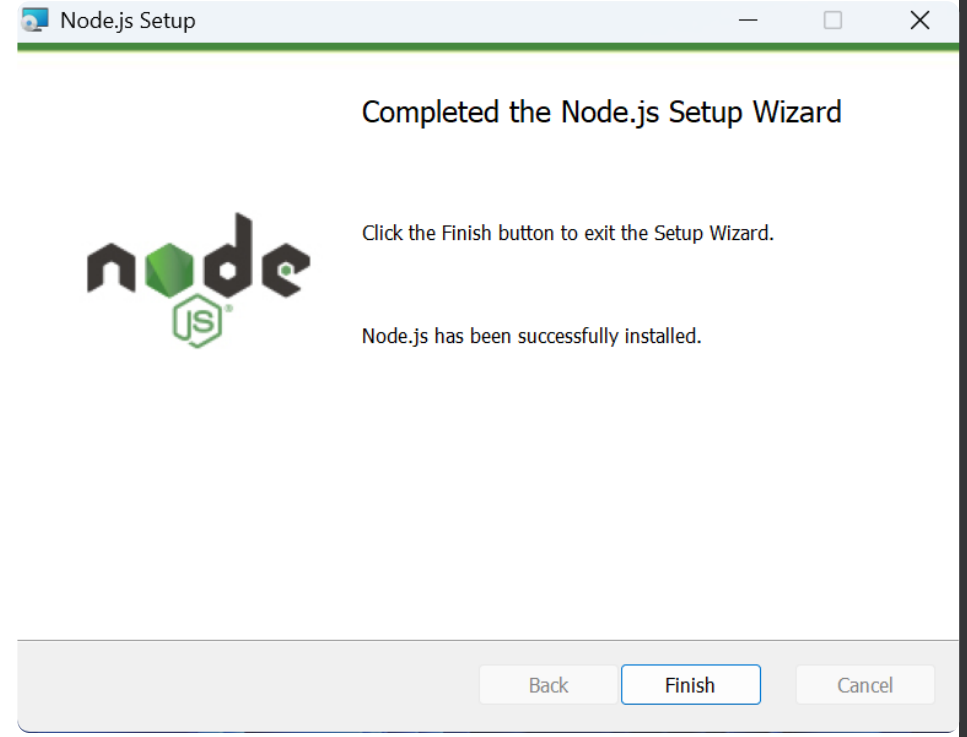 Node.js Setup
Completed the Node.js Setup Wizard
Click the Finish button to exit the Setup Wizard.
node
JS®
Node.js has been successfully installed.
Back
Finish
Cancel